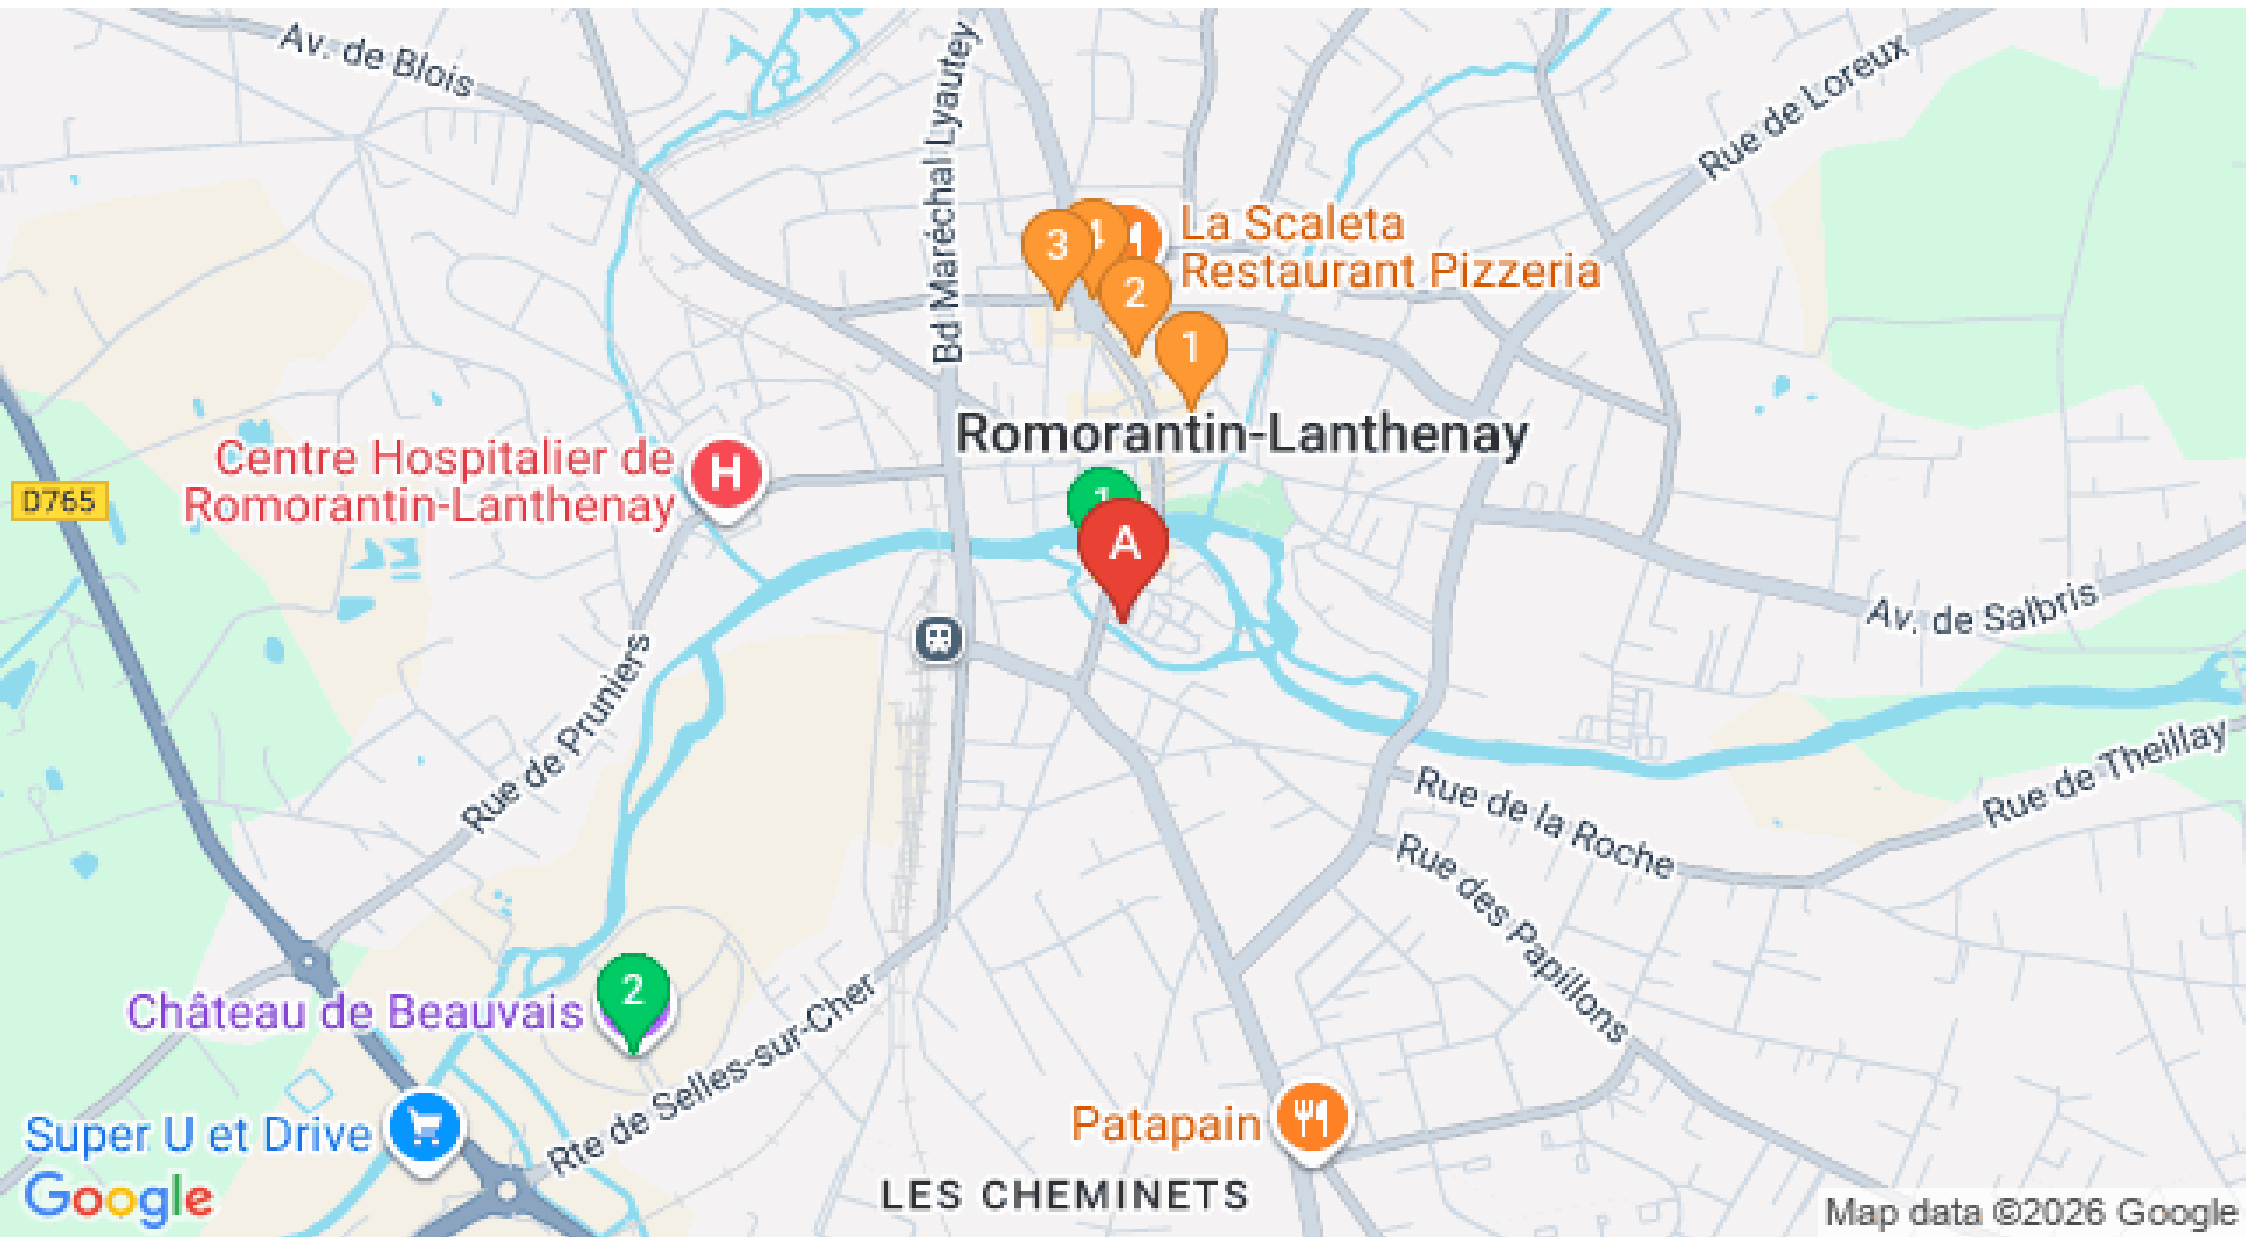 Av. de Blois
Bd Maréchal Lyautey
Rue de Loreux
La Scaleta
Restaurant Pizzeria
3
4
2
1
Romorantin-Lanthenay
Centre Hospitalier de
Romorantin-Lanthenay
H
D765
1
A
Av. de Salbris
Rue de Pruniers
Rue de la Roche
Rue de Theillay
Rue des Papillons
2
Château de Beauvais
Rte de Selles-sur-Cher
Super U et Drive
Patapain
LES CHEMINETS
Google
Map data ©2026 Google